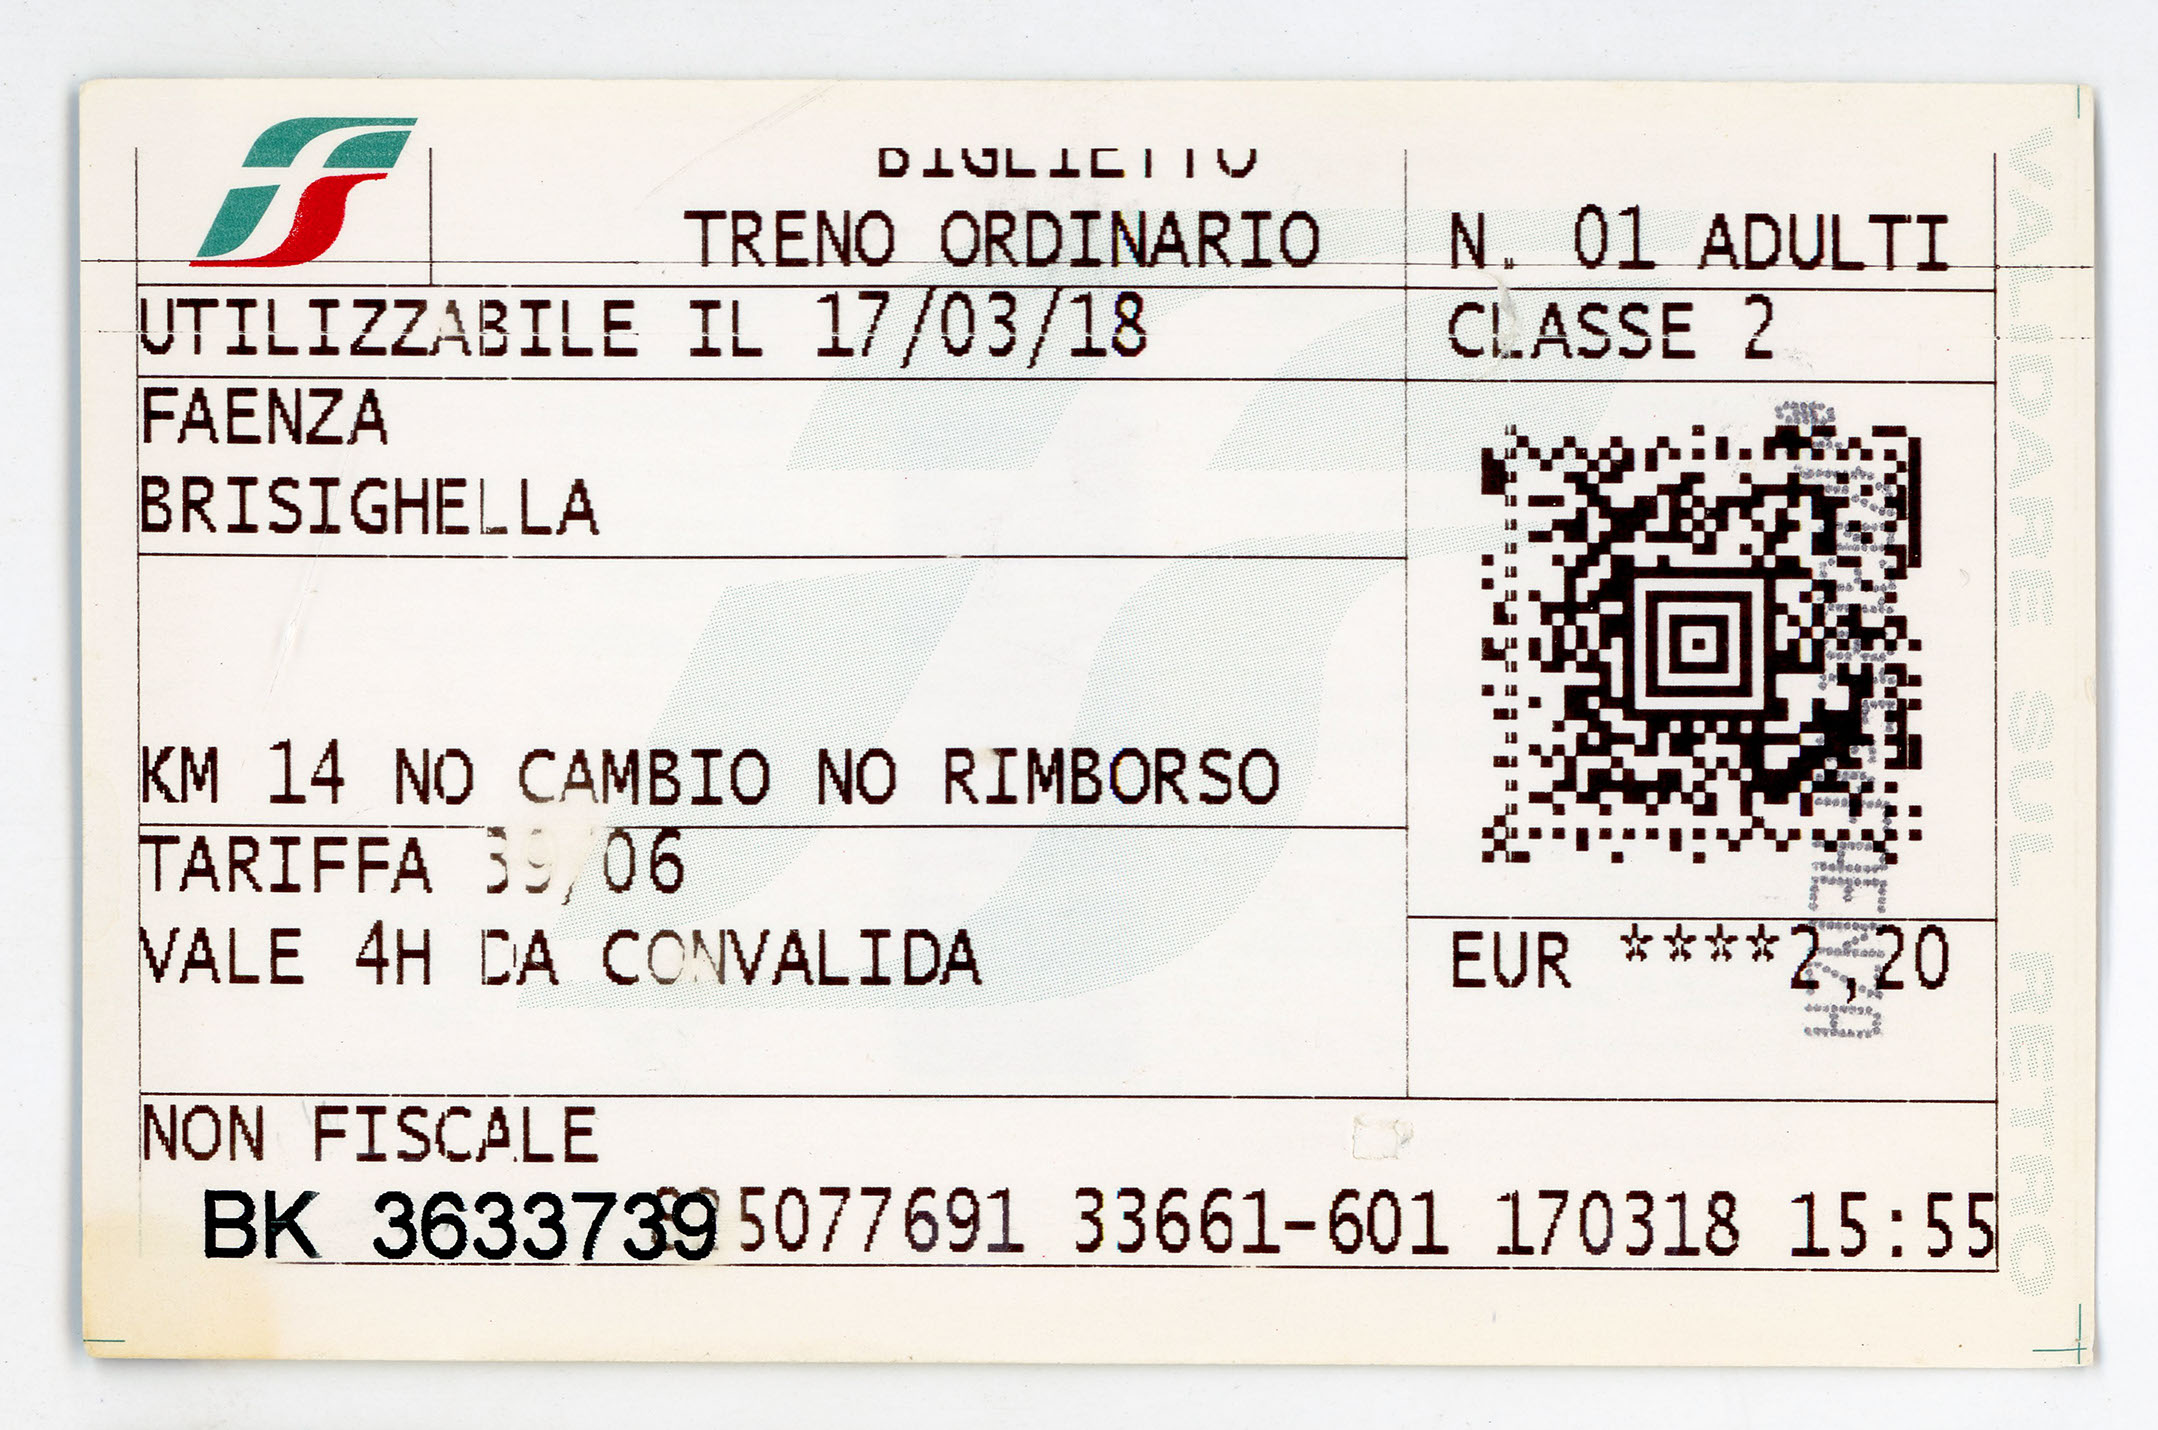 BIGLIETTO
TRENO ORDINARIO
N. 01 ADULTI
UTILIZZABILE IL 17/03/18
CLASSE 2
FAENZA
BRISIGHELLA
KM 14 NO CAMBIO NO RIMBORSO
TARIFFA 39/06
VALE 4H DA CONVALIDA
EUR ****2,20
NON FISCALE
BK 3633739 5077691 33661-601 170318 15:55
VALIDARE SUL RETRO